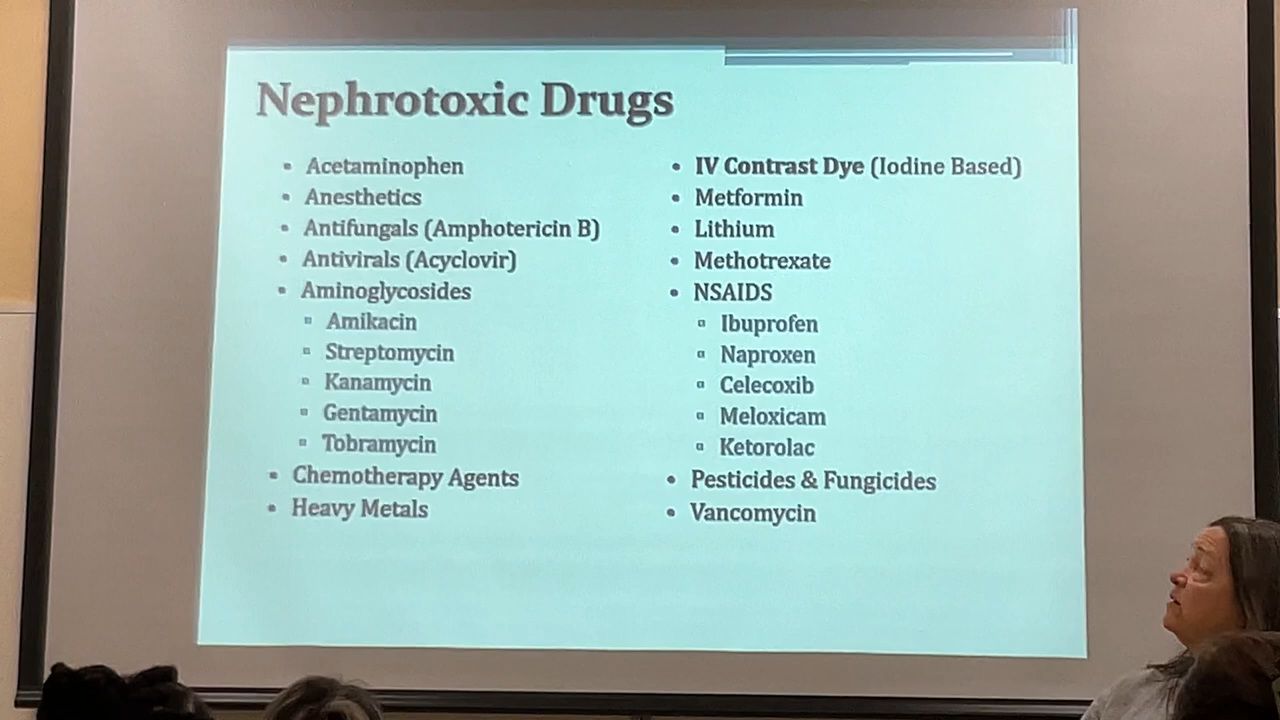 Nephrotoxic Drugs
• Acetaminophen
• Anesthetics
• Antifungals (Amphotericin B)
• Antivirals (Acyclovir)
• Aminoglycosides
▫ Amikacin
▫ Streptomycin
▫ Kanamycin
▫ Gentamycin
▫ Tobramycin
• Chemotherapy Agents
• Heavy Metals
• IV Contrast Dye (Iodine Based)
• Metformin
• Lithium
• Methotrexate
• NSAIDS
▫ Ibuprofen
▫ Naproxen
▫ Celecoxib
▫ Meloxicam
▫ Ketorolac
• Pesticides & Fungicides
• Vancomycin